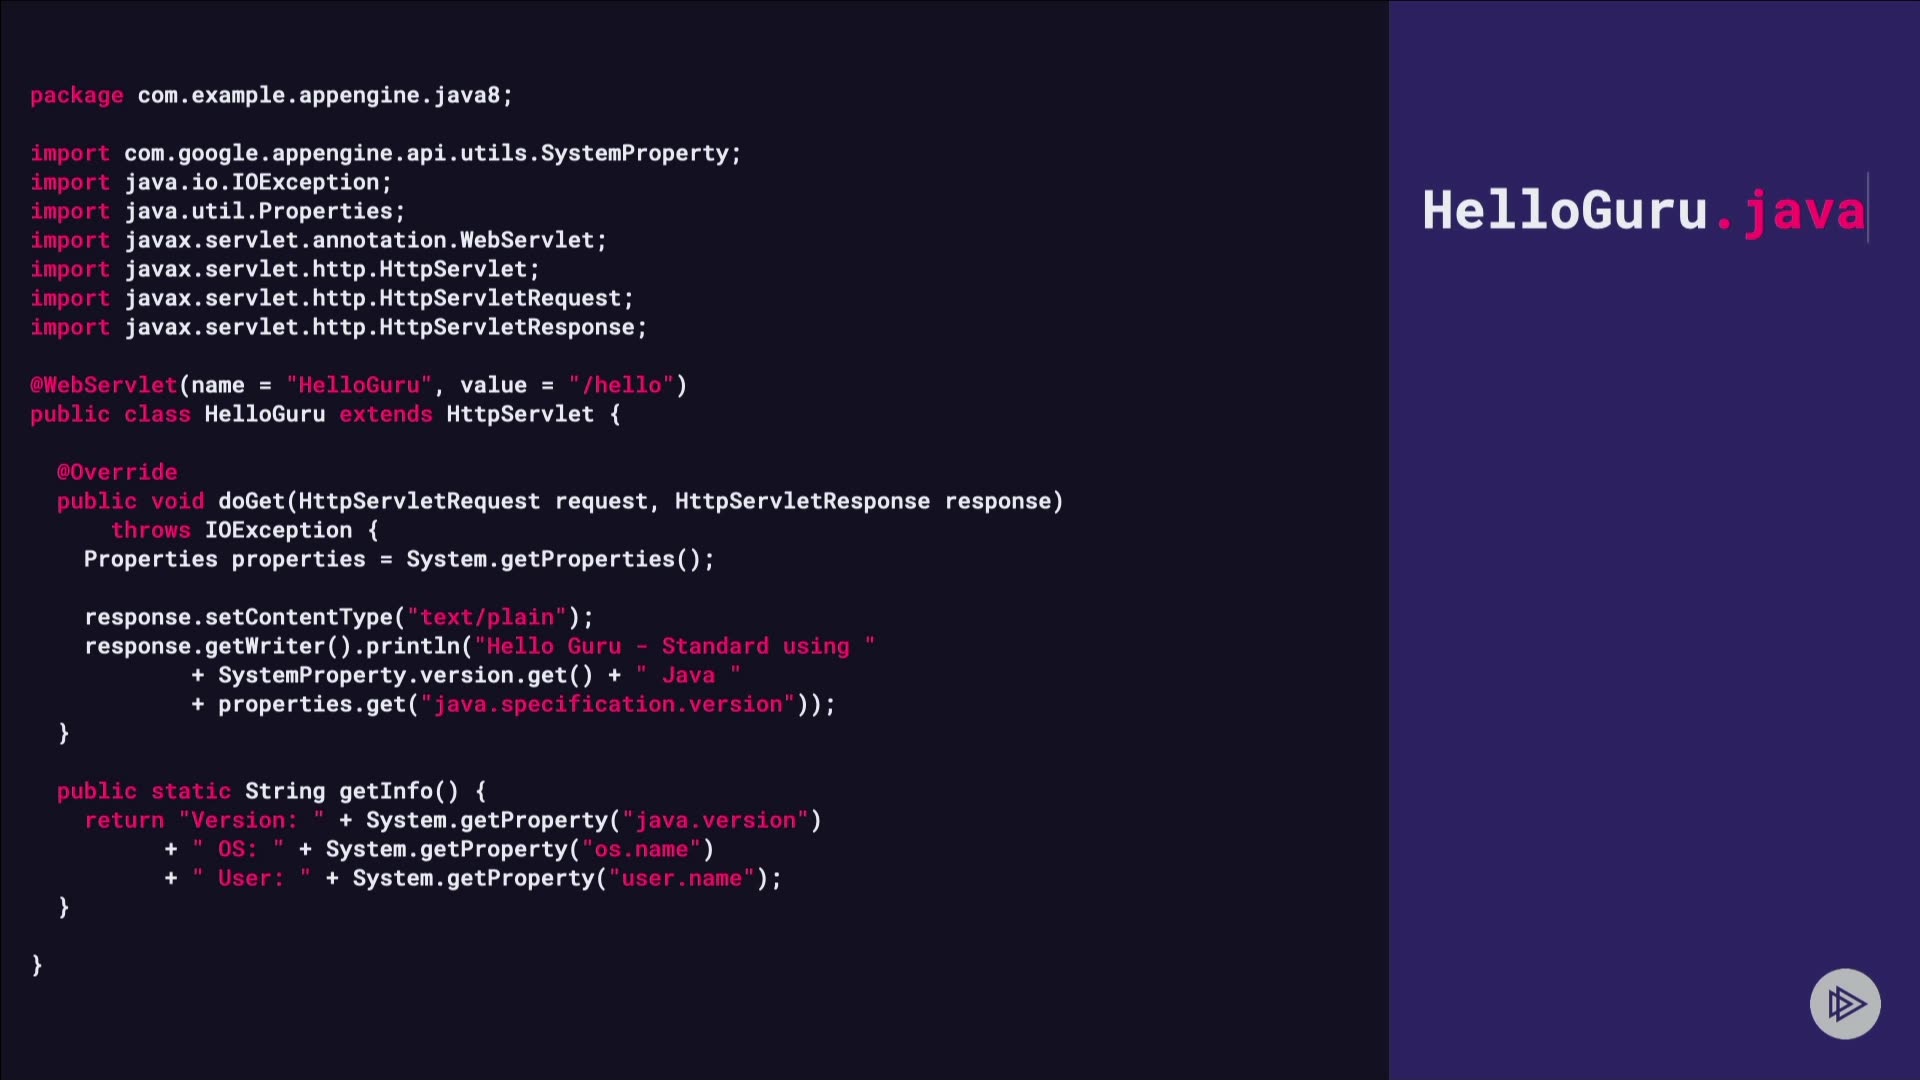 package com.example.appengine.java8;
import com.google.appengine.api.utils.SystemProperty;
import java.io.IOException;
import java.util.Properties;
import javax.servlet.annotation.WebServlet;
import javax.servlet.http.HttpServlet;
import javax.servlet.http.HttpServletRequest;
import javax.servlet.http.HttpServletResponse;
@WebServlet(name = "HelloGuru", value = "/hello")
public class HelloGuru extends HttpServlet {
@Override
public void doGet(HttpServletRequest request, HttpServletResponse response)
throws IOException {
Properties properties = System.getProperties();
response.setContentType("text/plain");
response.getWriter().println("Hello Guru - Standard using "
+ SystemProperty.version.get() + " Java "
+ properties.get("java.specification.version"));
}
public static String getInfo() {
return "Version: " + System.getProperty("java.version")
+ " OS: " + System.getProperty("os.name")
+ " User: " + System.getProperty("user.name");
}
}
HelloGuru.java